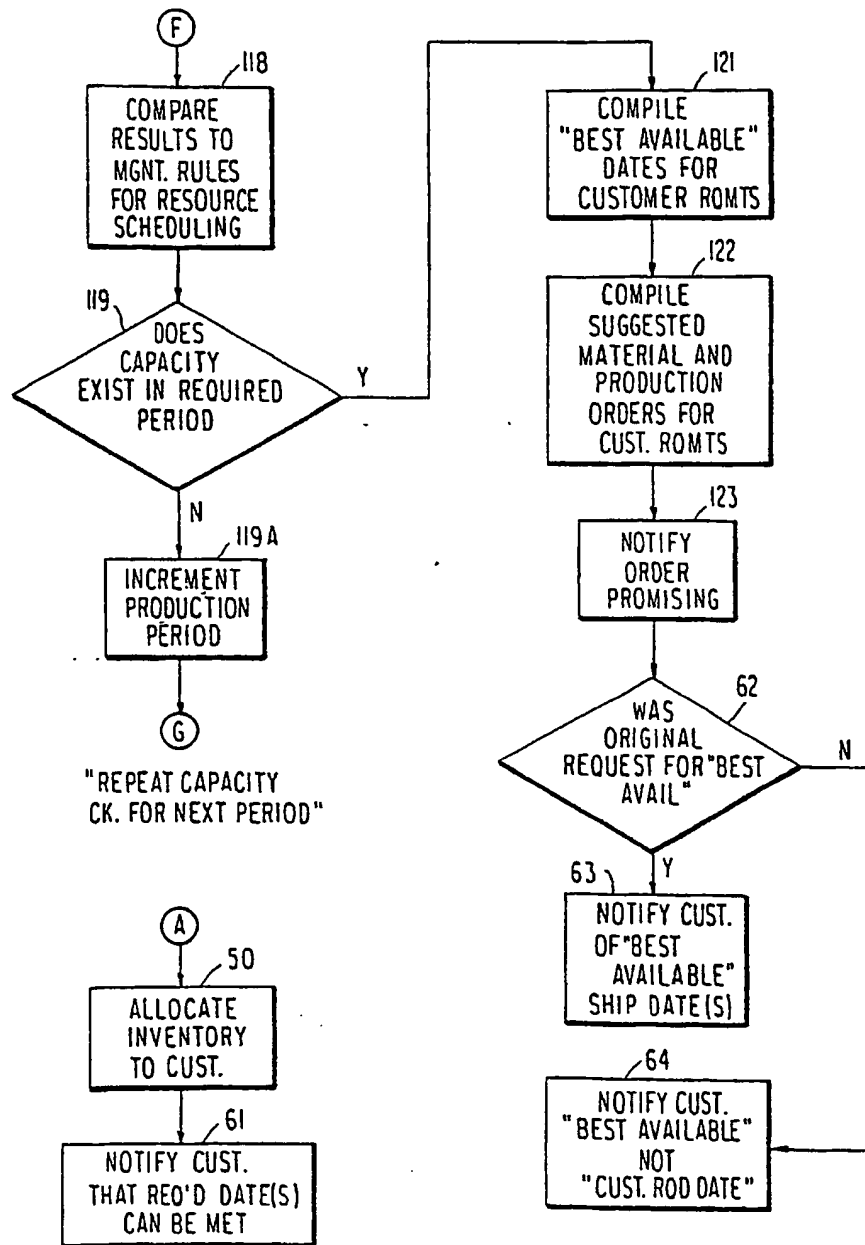 F
118
COMPARE
RESULTS TO
MGNT. RULES
FOR RESOURCE
SCHEDULING
119
DOES
CAPACITY
EXIST IN REQUIRED
PERIOD
Y
N
119A
INCREMENT
PRODUCTION
PERIOD
G
"REPEAT CAPACITY
CK. FOR NEXT PERIOD"
A
50
ALLOCATE
INVENTORY
TO CUST.
61
NOTIFY CUST.
THAT REQ'D DATE(S)
CAN BE MET
121
COMPILE
"BEST AVAILABLE"
DATES FOR
CUSTOMER RQMTS
122
COMPILE
SUGGESTED
MATERIAL AND
PRODUCTION
ORDERS FOR
CUST. RQMTS
123
NOTIFY
ORDER
PROMISING
62
WAS
ORIGINAL
REQUEST FOR "BEST
AVAIL"
N
Y
63
NOTIFY CUST.
OF "BEST
AVAILABLE"
SHIP DATE(S)
64
NOTIFY CUST.
"BEST AVAILABLE"
NOT
"CUST. RQD DATE"